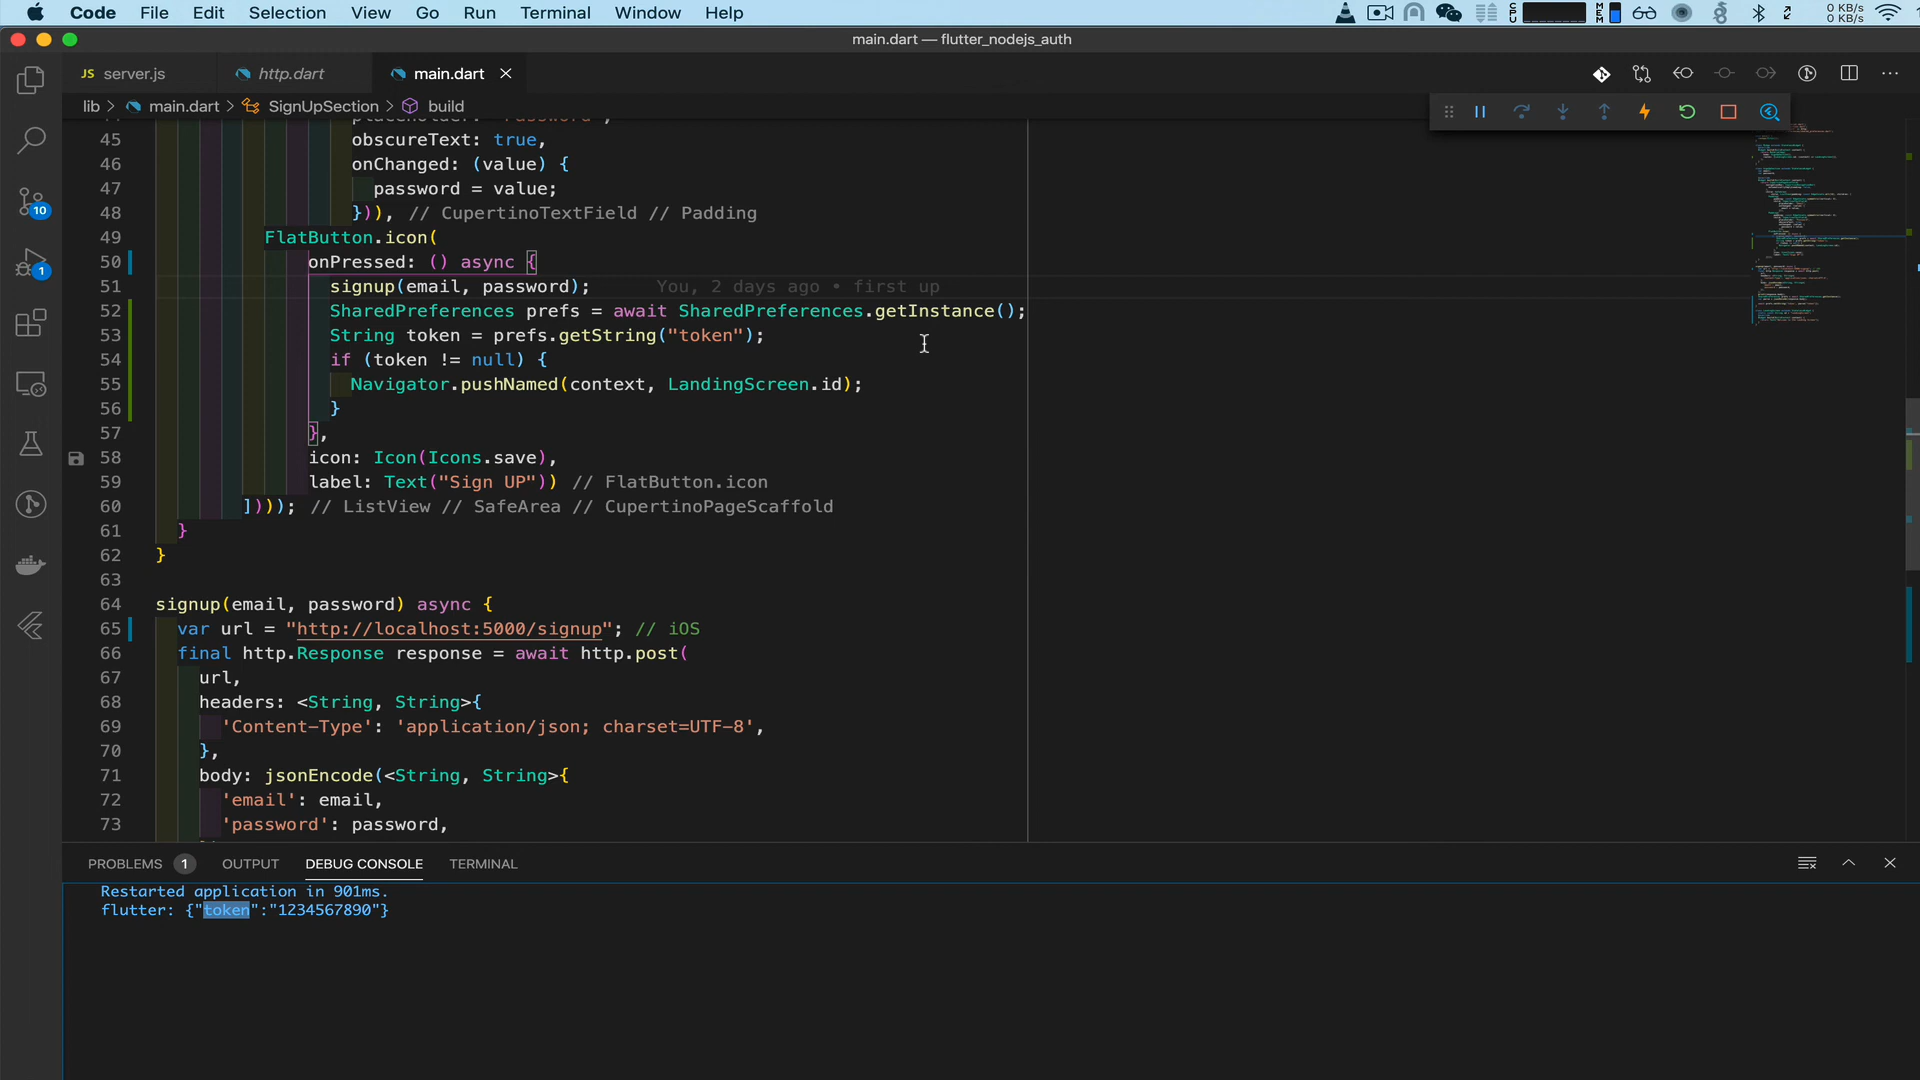 Code File Edit Selection View Go Run Terminal Window Help
CPU MEM 0 KB/s
0 KB/s
main.dart — flutter_nodejs_auth
JS server.js http.dart main.dart
lib > main.dart > SignUpSection > build
45 obscureText: true,
46 onChanged: (value) {
47 password = value;
48 })), // CupertinoTextField // Padding
49 FlatButton.icon(
50 onPressed: () async {
51 signup(email, password); You, 2 days ago • first up
52 SharedPreferences prefs = await SharedPreferences.getInstance();
53 String token = prefs.getString("token");
54 if (token != null) {
55 Navigator.pushNamed(context, LandingScreen.id);
56 }
57 },
58 icon: Icon(Icons.save),
59 label: Text("Sign UP")) // FlatButton.icon
60 ]))); // ListView // SafeArea // CupertinoPageScaffold
61 }
62 }
63
64 signup(email, password) async {
65 var url = "http://localhost:5000/signup"; // iOS
66 final http.Response response = await http.post(
67 url,
68 headers: <String, String>{
69 'Content-Type': 'application/json; charset=UTF-8',
70 },
71 body: jsonEncode(<String, String>{
72 'email': email,
73 'password': password,
10
1
PROBLEMS 1 OUTPUT DEBUG CONSOLE TERMINAL
Restarted application in 901ms.
flutter: {"token":"1234567890"}